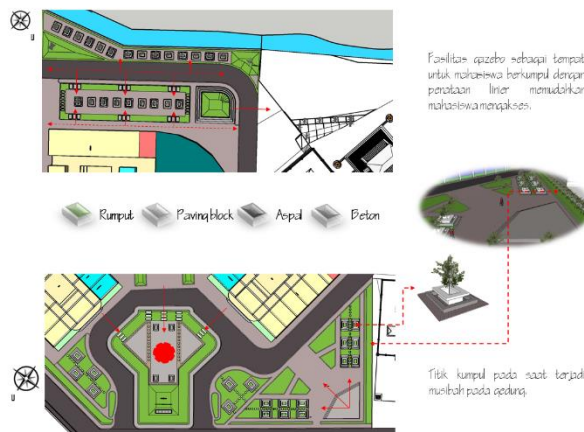 Fasilitas gazebo sebagai tempat
untuk mahasiswa berkumpul dengan
penataan linier memudahkan
mahasiswa mengakses.
Rumput
Paving block
Aspal
Beton
Titik kumpul pada saat terjadi
musibah pada gedung.